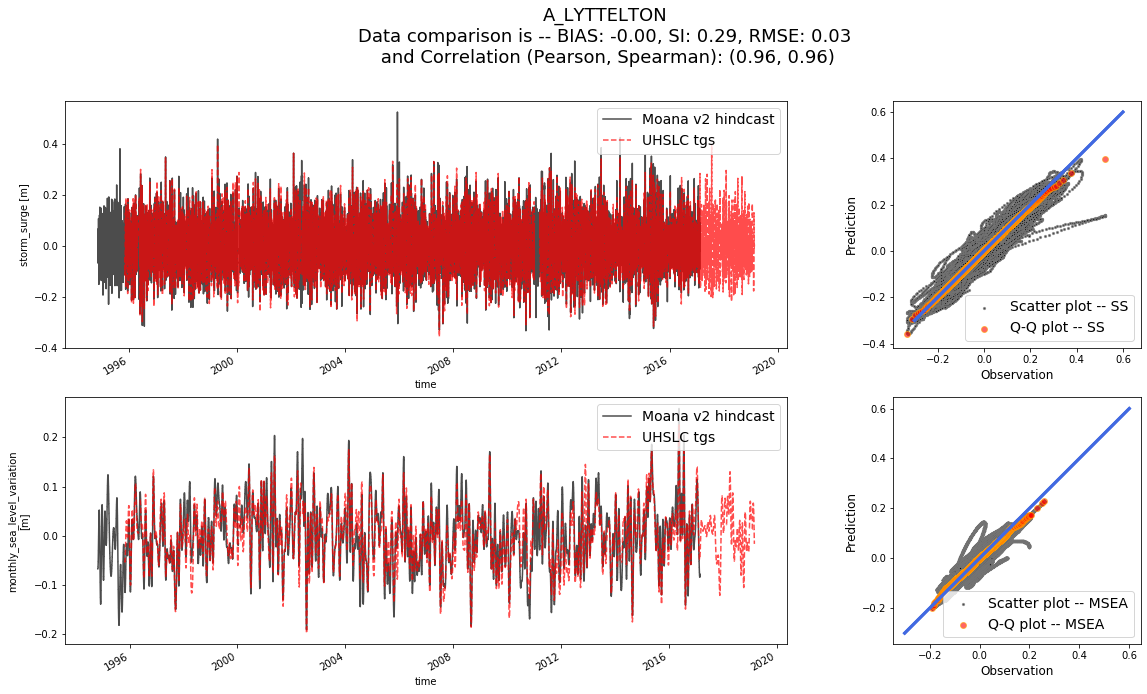 A_LYTTELTON
Data comparison is -- BIAS: -0.00, SI: 0.29, RMSE: 0.03
and Correlation (Pearson, Spearman): (0.96, 0.96)
storm_surge [m]
0.4
0.2
0.0
−0.2
−0.4
Moana v2 hindcast
UHSLC tgs
1996
2000
2004
2008
2012
2016
2020
time
Prediction
0.6
0.4
0.2
0.0
−0.2
−0.4
Scatter plot -- SS
Q-Q plot -- SS
−0.2
0.0
0.2
0.4
0.6
Observation
monthly_sea_level_variation
[m]
0.2
0.1
0.0
−0.1
−0.2
Moana v2 hindcast
UHSLC tgs
1996
2000
2004
2008
2012
2016
2020
time
Prediction
0.6
0.4
0.2
0.0
−0.2
Scatter plot -- MSEA
Q-Q plot -- MSEA
−0.2
0.0
0.2
0.4
0.6
Observation